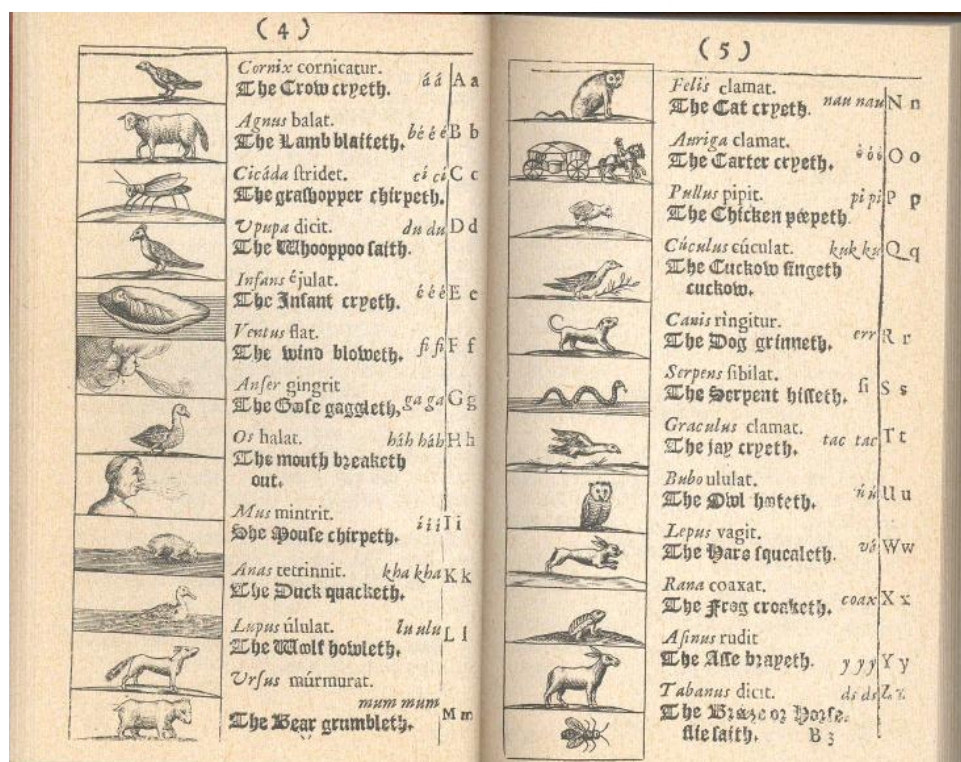 (4)
Cornix cornicatur. á á A a
The Crow cryeth.
Agnus balat. bé é é B b
The Lamb blaiteth.
Cicáda ſtridet. cí cí C c
The graſhopper chirpeth.
Upupa dicit. du du D d
The Whooppoo ſaith.
Infans éjulat. é é é E e
The Infant cryeth.
Ventus flat. fi fi F f
The wind bloweth.
Anſer gingrit ga ga G g
The Gooſe gaggleth,
Os halat. háh háh H h
The mouth breaketh
out.
Mus mintrit. í í í I i
She Mouſe chirpeth.
Anas tetrinnit. kha kha K k
The Duck quacketh.
Lupus úlulat. lu ulu L l
The Wolf howleth.
Urſus múrmurat.
mum mum M m
The Bear grumbleth.
(5)
Felis clamat. nau nau N n
The Cat cryeth.
Auriga clamat. ò ó ó O o
The Carter cryeth.
Pullus pipit. pi pi P p
The Chicken peepeth.
Cúculus cúculat. kuk ku Q q
The Cuckow ſingeth
cuckow.
Canis rìngitur. err R r
The Dog grinneth.
Serpens ſibilat. ſi S s
The Serpent hiſſeth.
Graculus clamat. tac tac T t
The jay cryeth.
Bubo ululat. ú ú U u
The Owl hooteth.
Lepus vagit. vá W w
The Hare ſqueaketh.
Rana coaxat. coax X x
The Frog croaketh.
Aſinus rudit y y y Y y
The Aſſe brayeth.
Tabanus dicit. ds ds Z z
The Breeze or Horſe-
flie ſaith. B 3